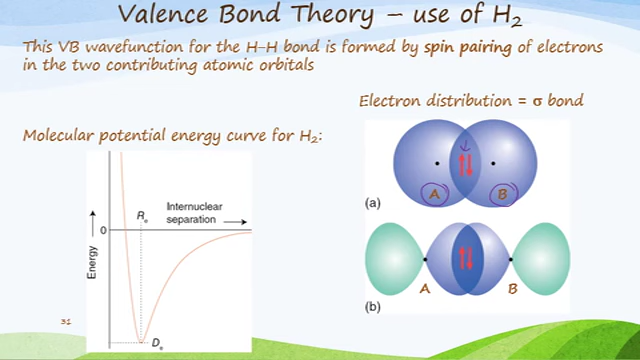 Valence Bond Theory – use of H₂
This VB wavefunction for the H–H bond is formed by spin pairing of electrons
in the two contributing atomic orbitals
Electron distribution = σ bond
Molecular potential energy curve for H₂:
Internuclear
separation
Rₑ
0
Energy
Dₑ
A
B
(a)
A
B
(b)
31